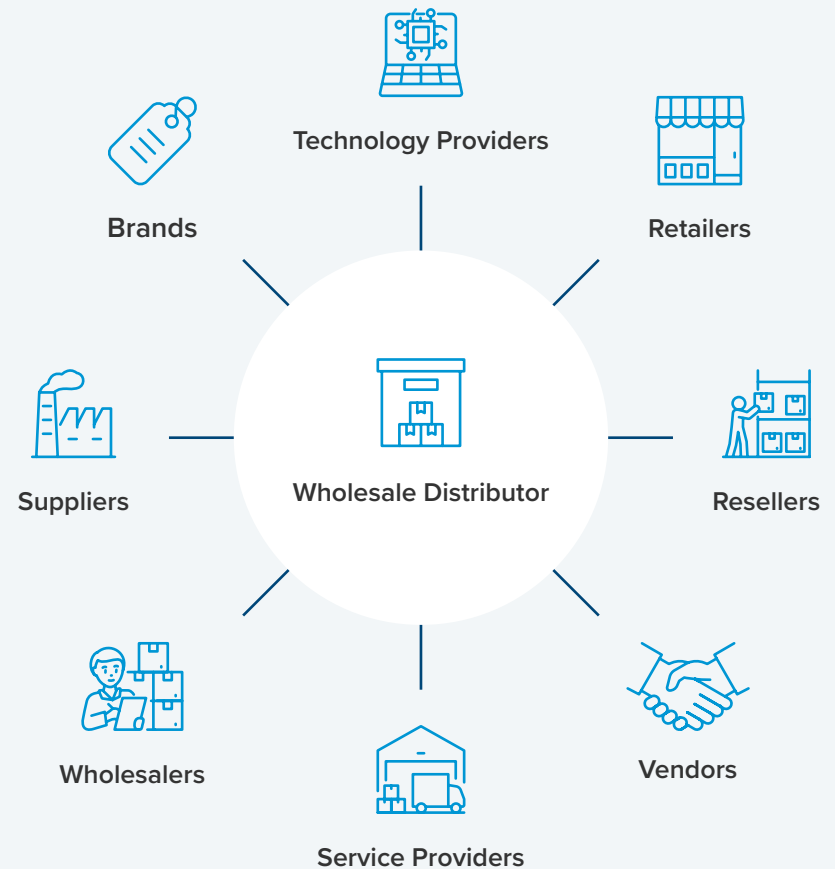 Technology Providers
Brands
Retailers
Suppliers
Wholesale Distributor
Resellers
Wholesalers
Vendors
Service Providers